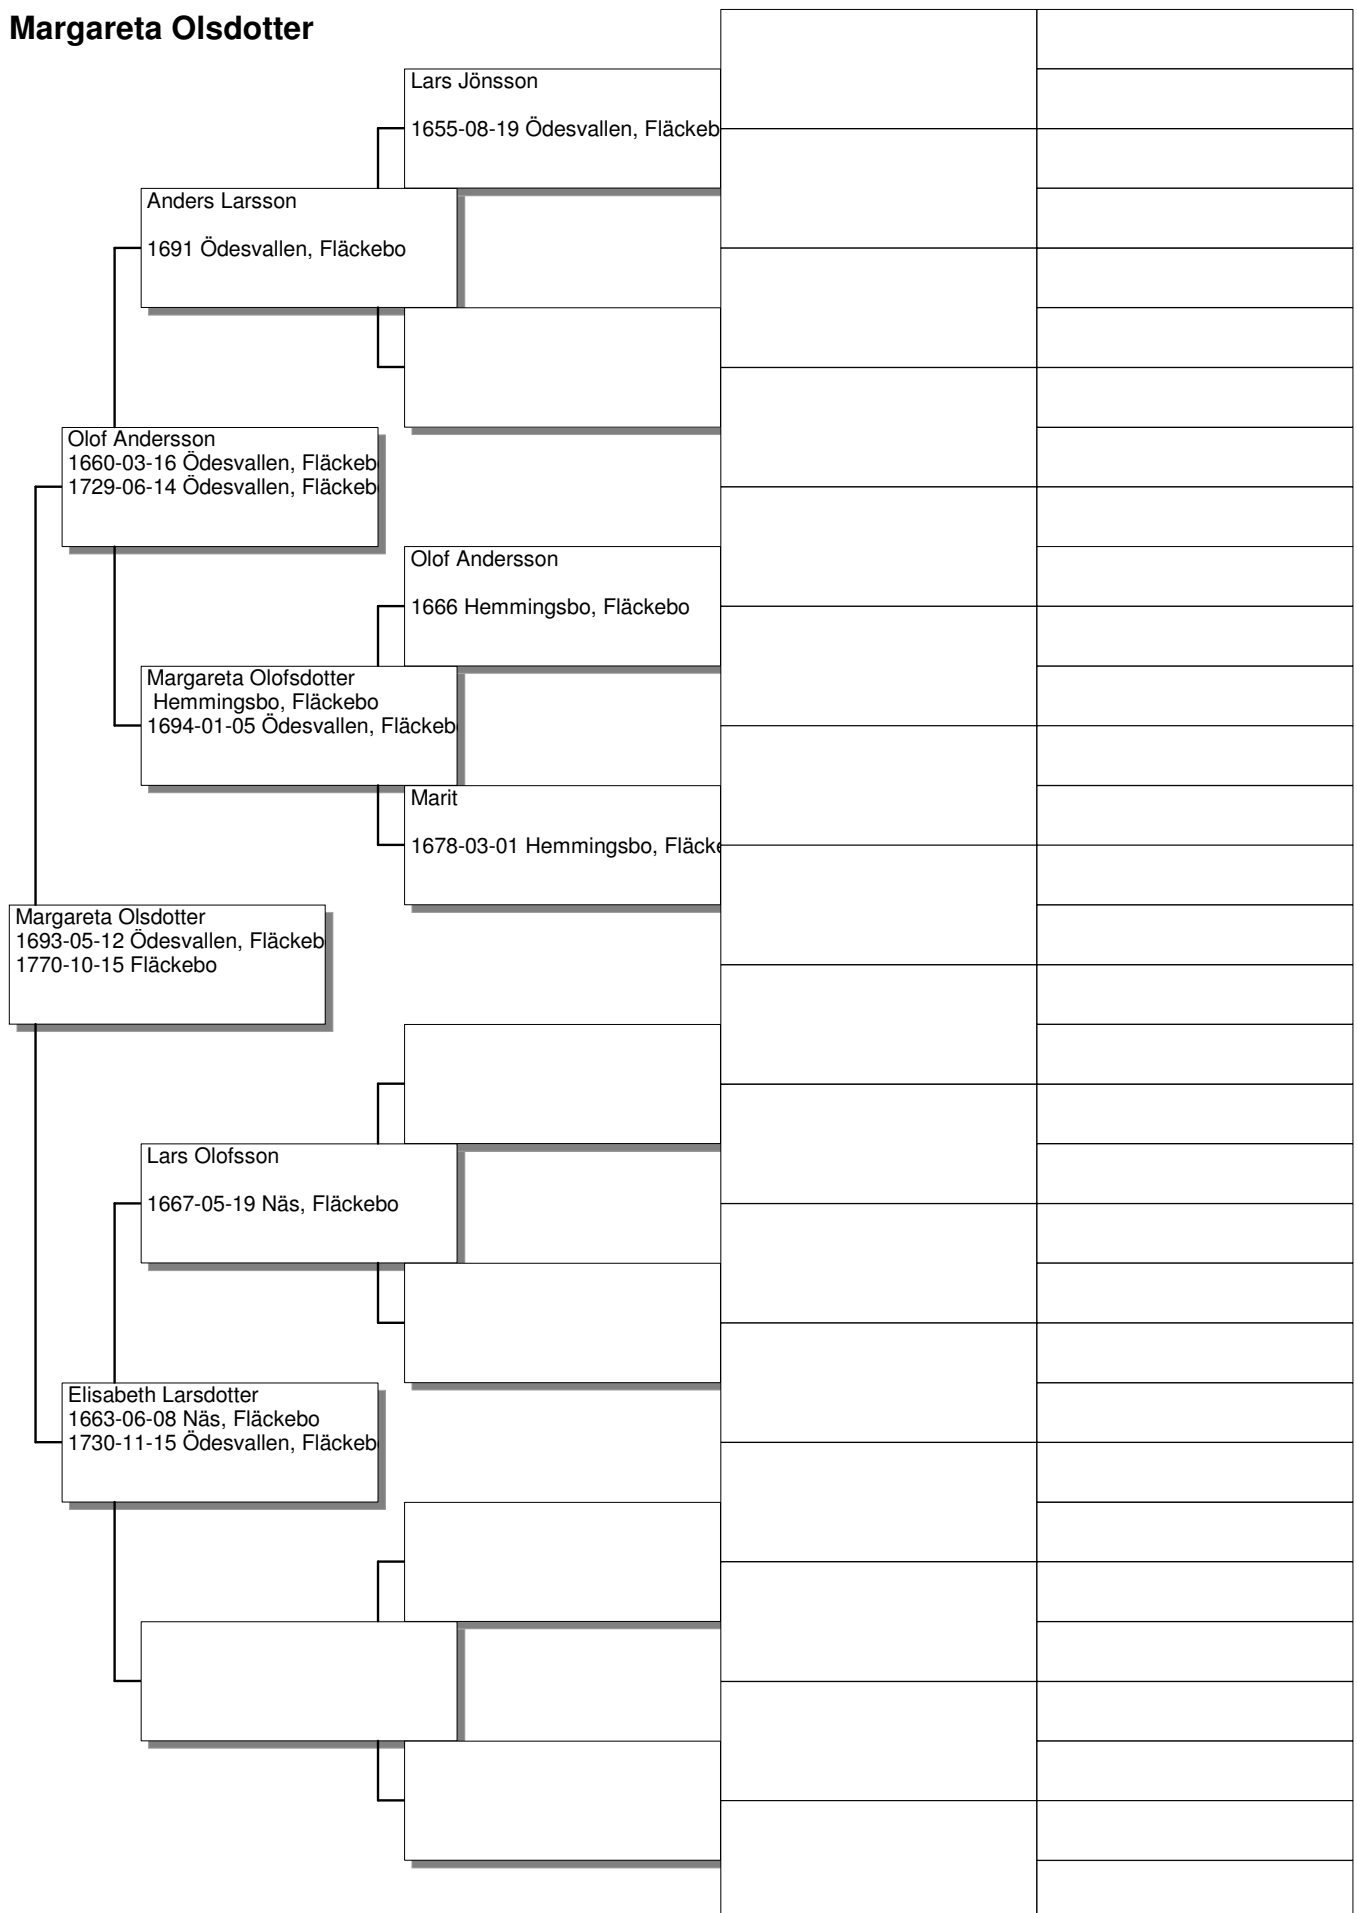 Margareta Olsdotter
Lars Jönsson
1655-08-19 Ödesvallen, Fläckeb
Anders Larsson
1691 Ödesvallen, Fläckebo
Olof Andersson
1660-03-16 Ödesvallen, Fläckeb
1729-06-14 Ödesvallen, Fläckeb
Olof Andersson
1666 Hemmingsbo, Fläckebo
Margareta Olofsdotter
Hemmingsbo, Fläckebo
1694-01-05 Ödesvallen, Fläckeb
Marit
1678-03-01 Hemmingsbo, Fläcke
Margareta Olsdotter
1693-05-12 Ödesvallen, Fläckeb
1770-10-15 Fläckebo
Lars Olofsson
1667-05-19 Näs, Fläckebo
Elisabeth Larsdotter
1663-06-08 Näs, Fläckebo
1730-11-15 Ödesvallen, Fläckeb